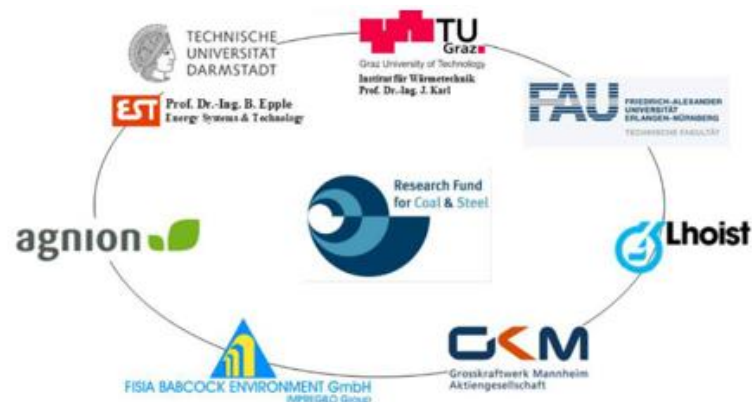 TECHNISCHE
UNIVERSITÄT
DARMSTADT
EST Prof. Dr.-Ing. B. Epple
Energy Systems & Technology
TU
Graz
Graz University of Technology
Institut für Wärmetechnik
Prof. Dr.-Ing. J. Karl
FAU
FRIEDRICH-ALEXANDER
UNIVERSITÄT
ERLANGEN-NÜRNBERG
TECHNISCHE FAKULTÄT
Research Fund
for Coal & Steel
agnion
Lhoist
FISIA BABCOCK ENVIRONMENT GmbH
IMPREGILO Group
GKM
Grosskraftwerk Mannheim
Aktiengesellschaft